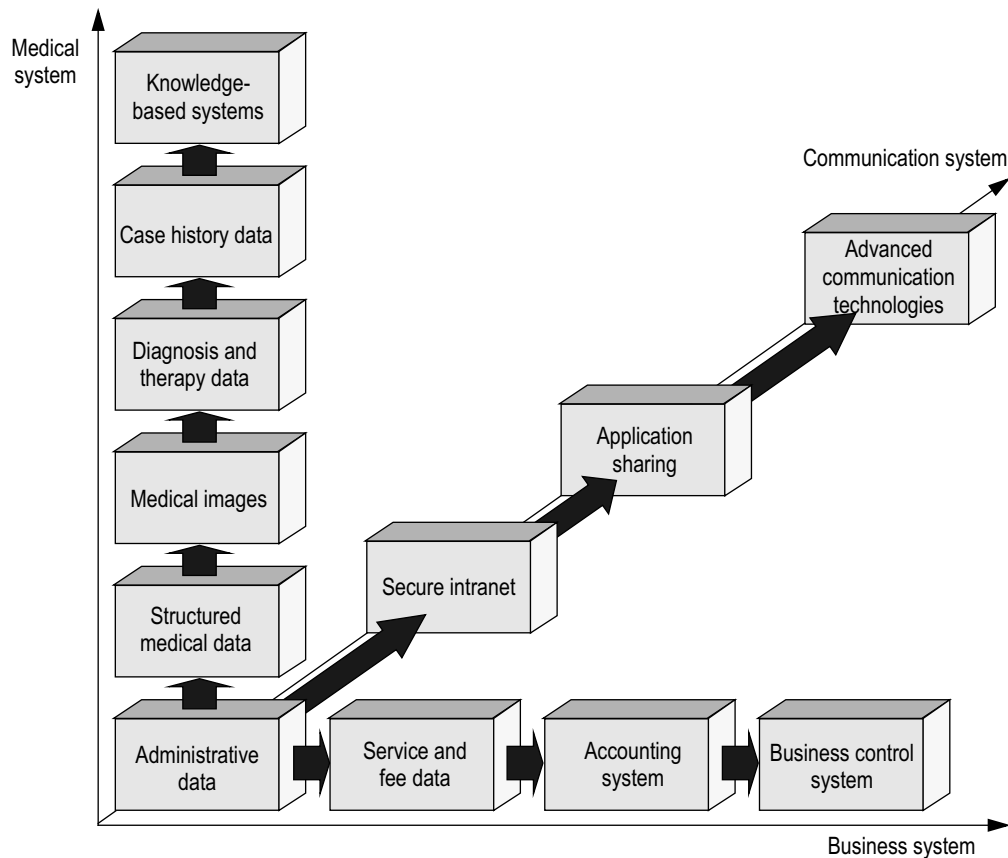 Medical
system
Knowledge-
based systems
Communication system
Case history data
Advanced
communication
technologies
Diagnosis and
therapy data
Application
sharing
Medical images
Secure intranet
Structured
medical data
Administrative
data
Service and
fee data
Accounting
system
Business control
system
Business system